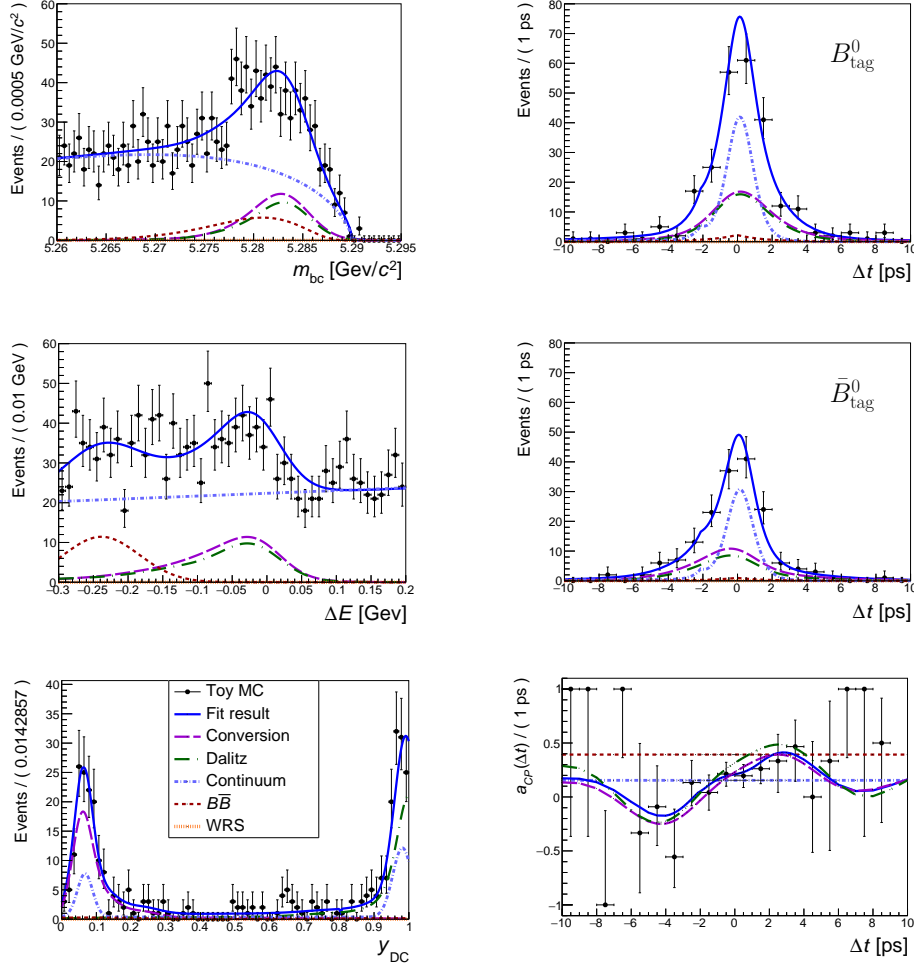 Events / ( 0.0005 GeV/c² )
60
50
40
30
20
10
0
5.26 5.265 5.27 5.275 5.28 5.285 5.29 5.295
m_bc [Gev/c²]
Events / ( 1 ps )
80
70
60
50
40
30
20
10
0
B⁰_tag
−10 −8 −6 −4 −2 0 2 4 6 8 10
Δt [ps]
Events / ( 0.01 GeV )
60
50
40
30
20
10
0
−0.3 −0.25 −0.2 −0.15 −0.1 −0.05 0 0.05 0.1 0.15 0.2
ΔE [Gev]
Events / ( 1 ps )
80
70
60
50
40
30
20
10
0
B̄⁰_tag
−10 −8 −6 −4 −2 0 2 4 6 8 10
Δt [ps]
Events / ( 0.0142857 )
40
35
30
25
20
15
10
5
0
Toy MC
Fit result
Conversion
Dalitz
Continuum
BB̄
WRS
0 0.1 0.2 0.3 0.4 0.5 0.6 0.7 0.8 0.9 1
y_DC
a_CP(Δt) / ( 1 ps )
1
0.5
0
−0.5
−1
−10 −8 −6 −4 −2 0 2 4 6 8 10
Δt [ps]